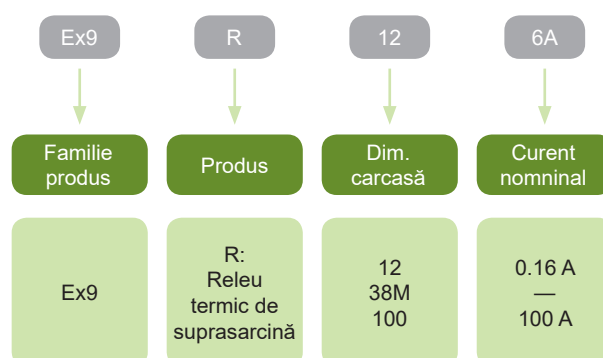 Ex9
R
12
6A
Familie
produs
Produs
Dim.
carcasă
Curent
nomninal
Ex9
R:
Releu
termic de
suprasarcină
12
38M
100
0.16 A
—
100 A